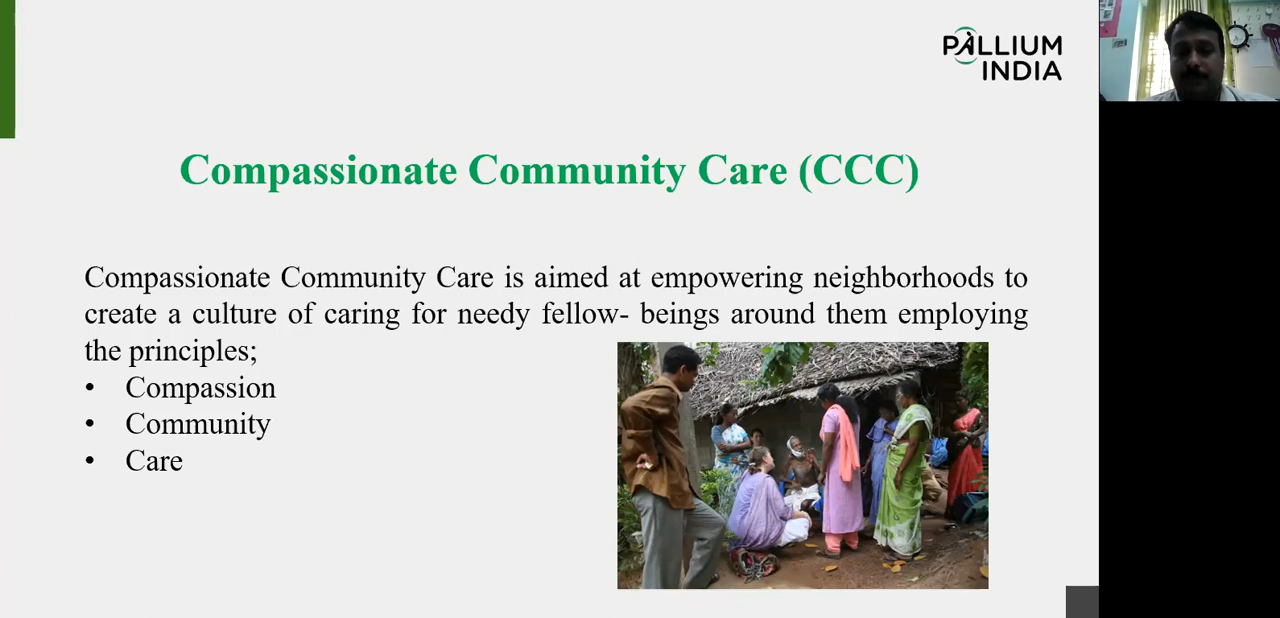 PALLIUM
INDIA
Compassionate Community Care (CCC)
Compassionate Community Care is aimed at empowering neighborhoods to
create a culture of caring for needy fellow- beings around them employing
the principles;
• Compassion
• Community
• Care